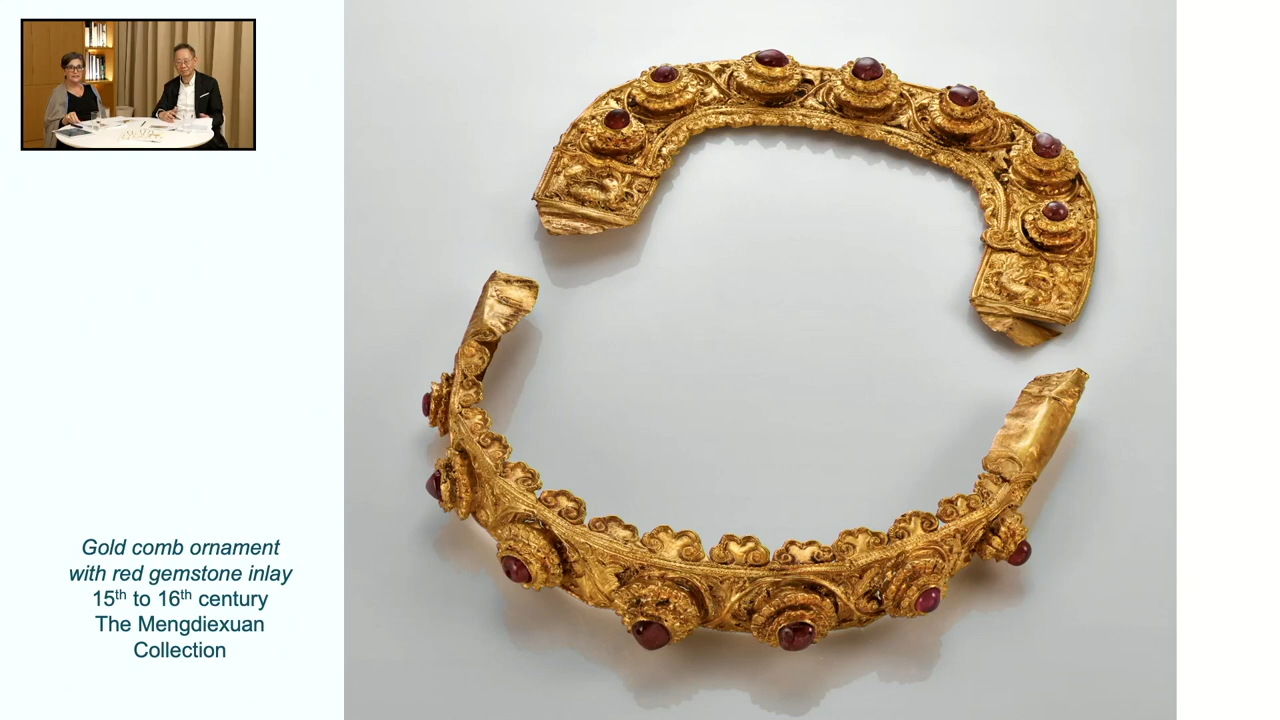 Gold comb ornament
with red gemstone inlay
15th to 16th century
The Mengdiexuan
Collection